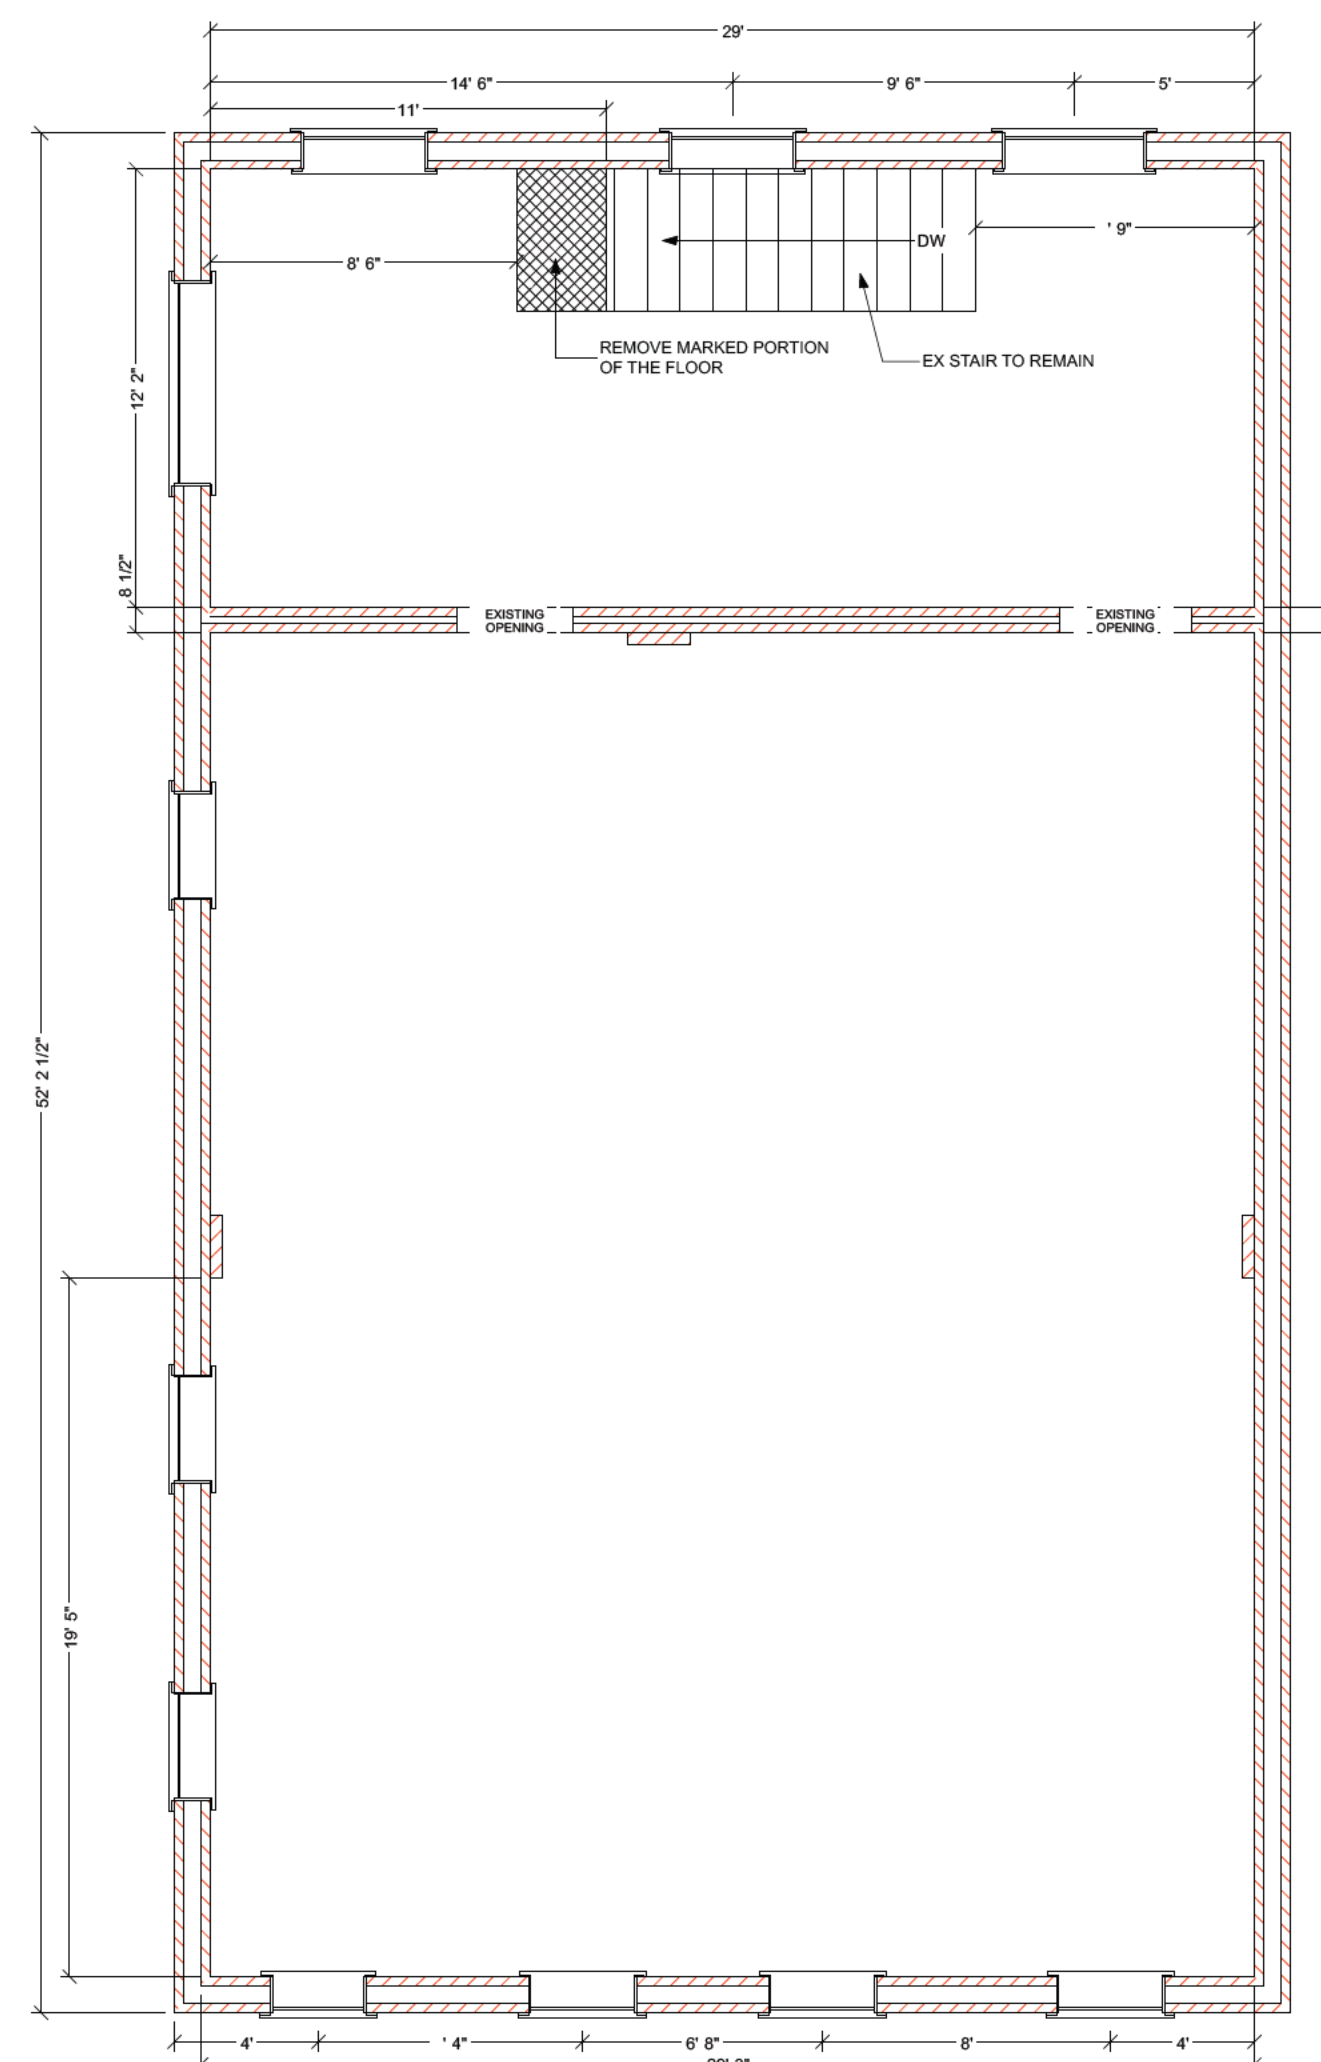 29'
14' 6"
9' 6"
5'
11'
' 9"
DW
8' 6"
REMOVE MARKED PORTION
OF THE FLOOR
EX STAIR TO REMAIN
12' 2"
8 1/2"
EXISTING
OPENING
EXISTING
OPENING
52' 2 1/2"
19' 5"
4'
' 4"
6' 8"
8'
4'